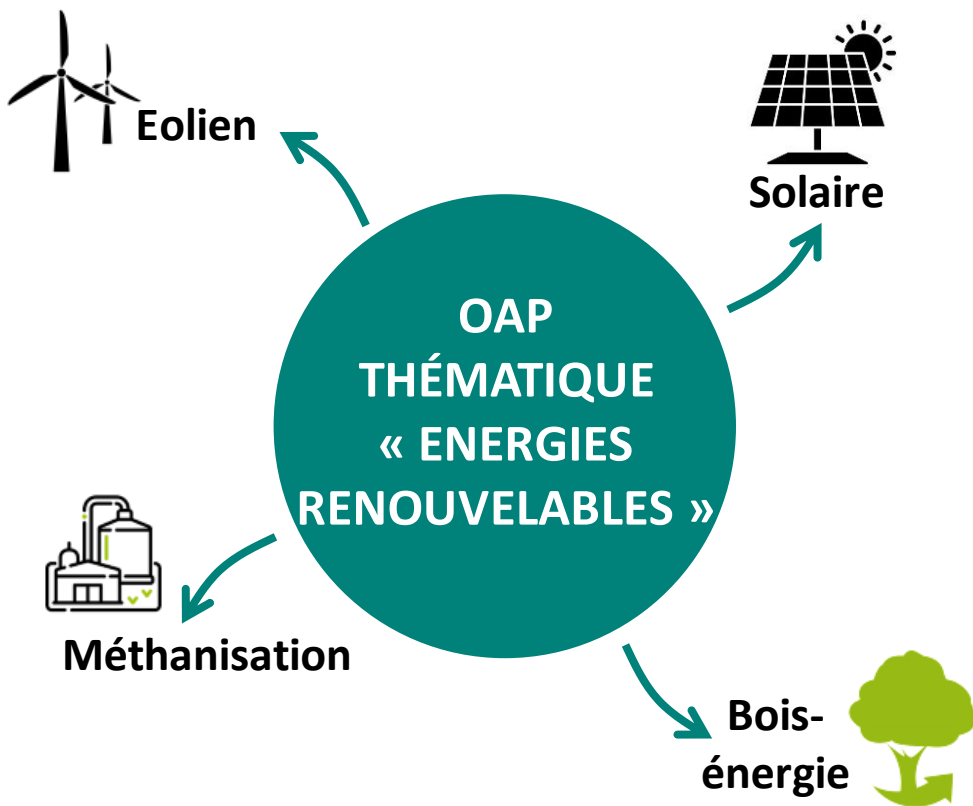 Eolien
Solaire
OAP
THÉMATIQUE
« ENERGIES
RENOUVELABLES »
Méthanisation
Bois-
énergie